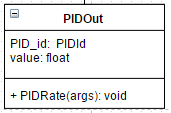 PIDOut
PID_id: PIDId
value: float
+ PIDRate(args): void